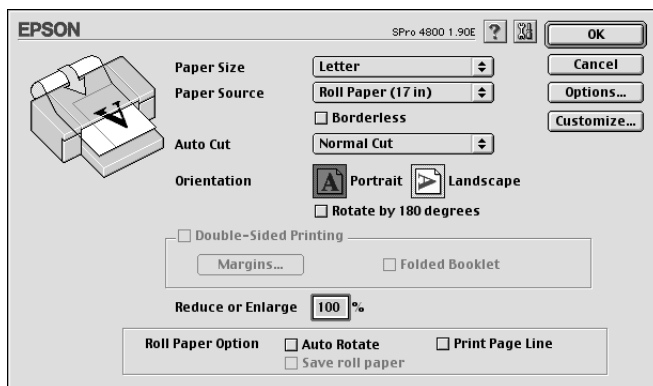 EPSON
SPro 4800 1.90E ?
OK
Paper Size Letter
Cancel
Paper Source Roll Paper (17 in)
Options...
Borderless
Customize...
Auto Cut Normal Cut
Orientation A Portrait A Landscape
Rotate by 180 degrees
Double-Sided Printing
Margins... Folded Booklet
Reduce or Enlarge 100 %
Roll Paper Option Auto Rotate Print Page Line
Save roll paper